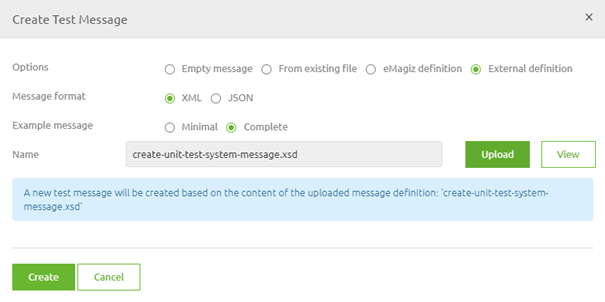 Create Test Message ×
Options Empty message From existing file eMagiz definition External definition
Message format XML JSON
Example message Minimal Complete
Name create-unit-test-system-message.xsd Upload View
A new test message will be created based on the content of the uploaded message definition: 'create-unit-test-system-
message.xsd'
Create Cancel